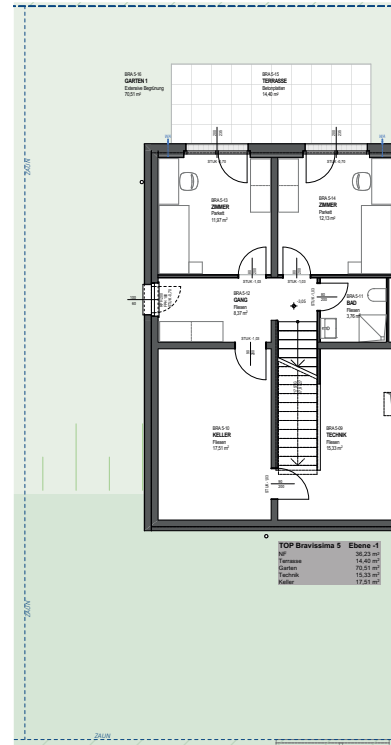 BRA 5-16
GARTEN 1
Extensive Begrünung
70,51 m²
BRA 5-15
TERRASSE
Betonplatten
14,40 m²
ZAUN
BRA 5-13
ZIMMER
Parkett
11,97 m²
BRA 5-14
ZIMMER
Parkett
12,13 m²
BRA 5-12
GANG
Fliesen
8,37 m²
-3,05
BRA 5-11
BAD
Fliesen
3,76 m²
BRA 5-10
KELLER
Fliesen
17,51 m²
BRA 5-09
TECHNIK
Fliesen
15,33 m²
TOP Bravissima 5 Ebene -1
NF 36,23 m²
Terrasse 14,40 m²
Garten 70,51 m²
Technik 15,33 m²
Keller 17,51 m²
ZAUN
ZAUN